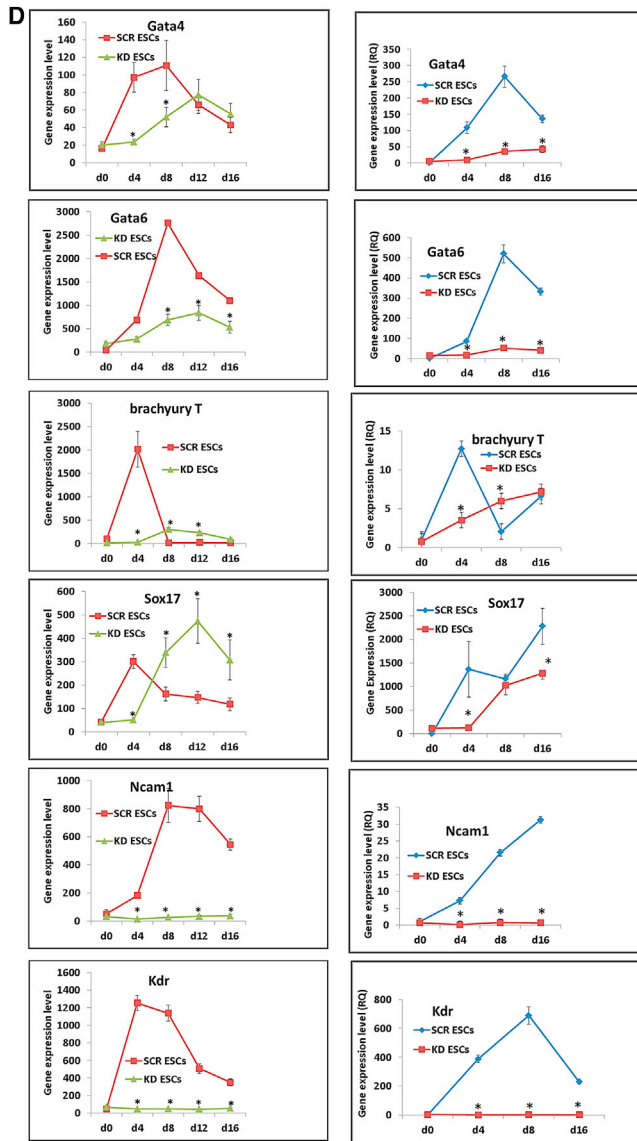 D
Gata4
SCR ESCs
KD ESCs
Gene expression level
160
140
120
100
80
60
40
20
0
d0 d4 d8 d12 d16
*
*
Gata4
SCR ESCs
KD ESCs
Gene expression level (RQ)
350
300
250
200
150
100
50
0
d0 d4 d8 d16
* * *
Gata6
KD ESCs
SCR ESCs
Gene expression level
3000
2500
2000
1500
1000
500
0
d0 d4 d8 d12 d16
* * *
Gata6
SCR ESCs
KD ESCs
Gene expression level (RQ)
600
500
400
300
200
100
0
d0 d4 d8 d16
* * *
brachyury T
SCR ESCs
KD ESCs
Gene expression level
3000
2500
2000
1500
1000
500
0
d0 d4 d8 d12 d16
* * *
brachyury T
SCR ESCs
KD ESCs
Gene expression level (RQ)
15
10
5
0
d0 d4 d8 d16
* *
Sox17
SCR ESCs
KD ESCs
Gene expression level
600
500
400
300
200
100
0
d0 d4 d8 d12 d16
* * * *
Sox17
SCR ESCs
KD ESCs
Gene Expression (RQ)
3000
2500
2000
1500
1000
500
0
d0 d4 d8 d16
* *
Ncam1
SCR ESCs
KD ESCs
Gene expression level
1000
800
600
400
200
0
d0 d4 d8 d12 d16
* * * *
Ncam1
SCR ESCs
KD ESCs
Gene expression level (RQ)
35
30
25
20
15
10
5
0
d0 d4 d8 d16
* * *
Kdr
SCR ESCs
KD ESCs
Gene expression level
1600
1400
1200
1000
800
600
400
200
0
d0 d4 d8 d12 d16
* * * *
Kdr
SCR ESCs
KD ESCs
Gene expression level (RQ)
800
600
400
200
0
d0 d4 d8 d16
* * *